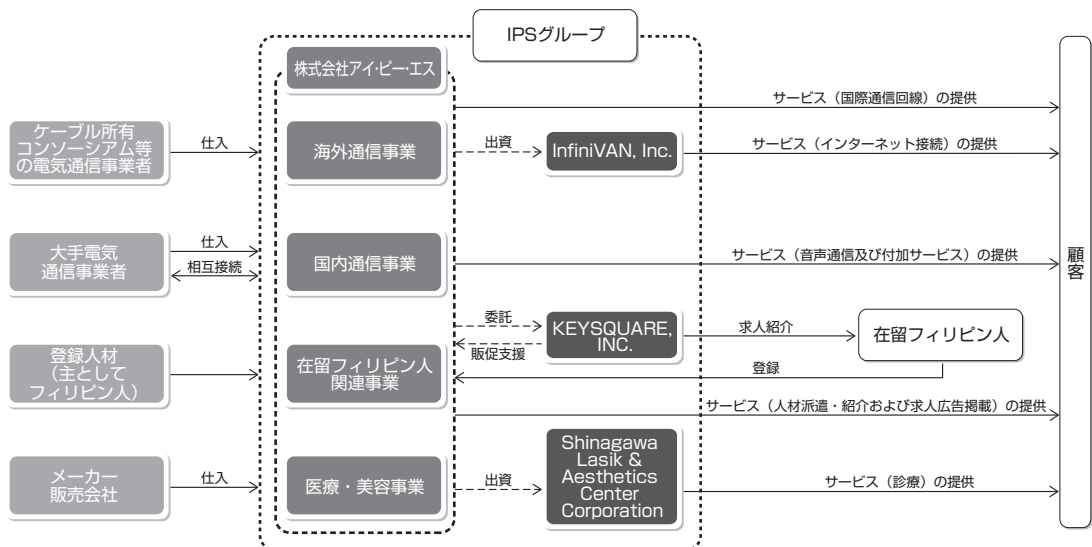 IPSグループ
株式会社アイ・ピー・エス
サービス（国際通信回線）の提供
ケーブル所有
コンソーシアム等
の電気通信事業者
仕入
海外通信事業
出資
InfiniVAN, Inc.
サービス（インターネット接続）の提供
大手電気
通信事業者
仕入
相互接続
国内通信事業
サービス（音声通信及び付加サービス）の提供
顧客
登録人材
（主として
フィリピン人）
在留フィリピン人
関連事業
委託
販促支援
KEYSQUARE,
INC.
求人紹介
在留フィリピン人
登録
サービス（人材派遣・紹介および求人広告掲載）の提供
メーカー
販売会社
仕入
医療・美容事業
出資
Shinagawa
Lasik &
Aesthetics
Center
Corporation
サービス（診療）の提供